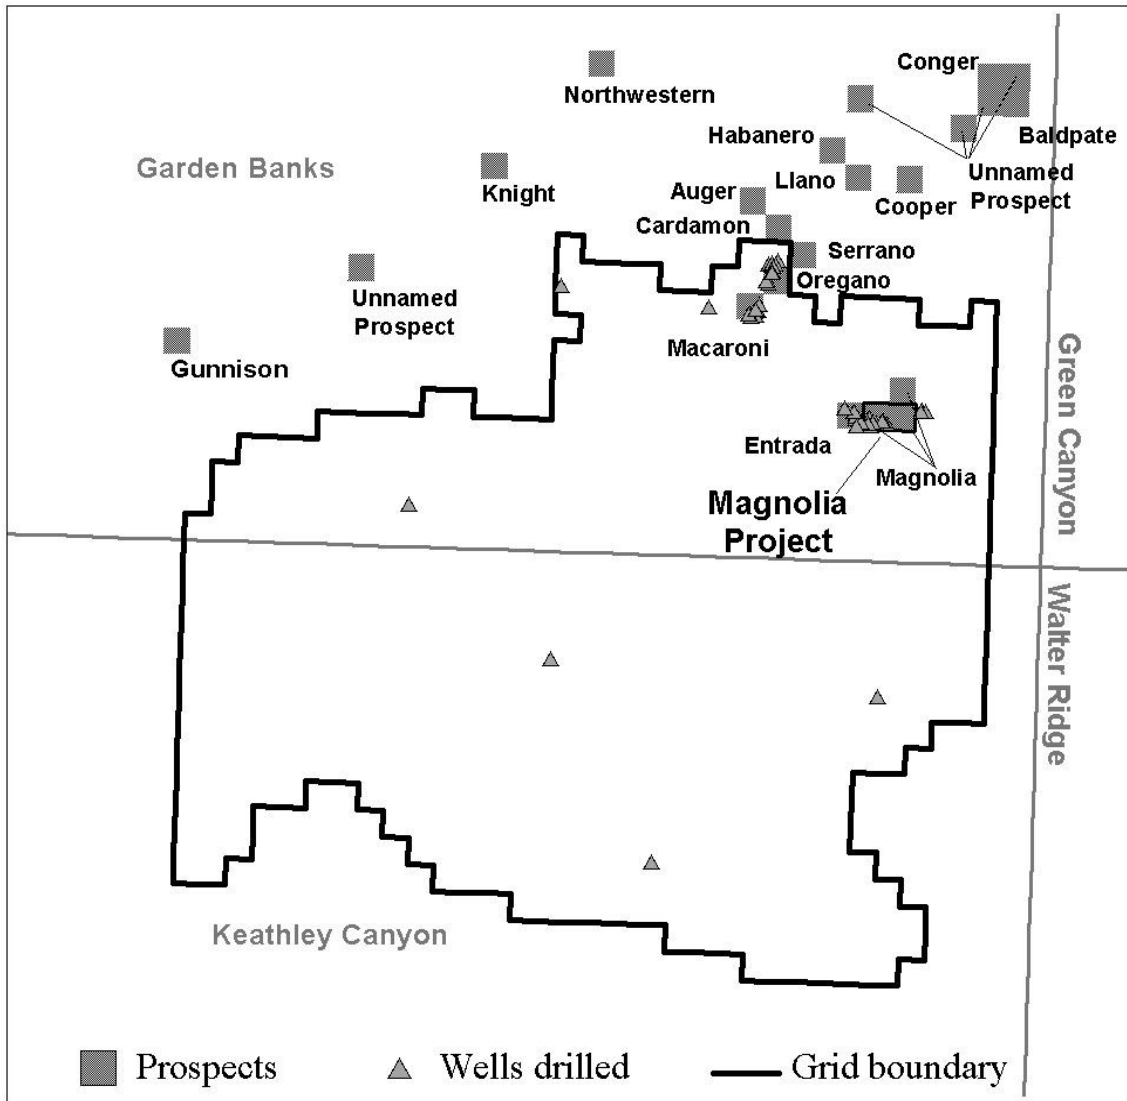 Conger
Northwestern
Baldpate
Habanero
Garden Banks
Unnamed
Prospect
Llano
Knight
Auger
Cooper
Cardamon
Serrano
Oregano
Unnamed
Prospect
Macaroni
Gunnison
Green Canyon
Entrada
Magnolia
Magnolia
Project
Walter Ridge
Keathley Canyon
Prospects
Wells drilled
Grid boundary